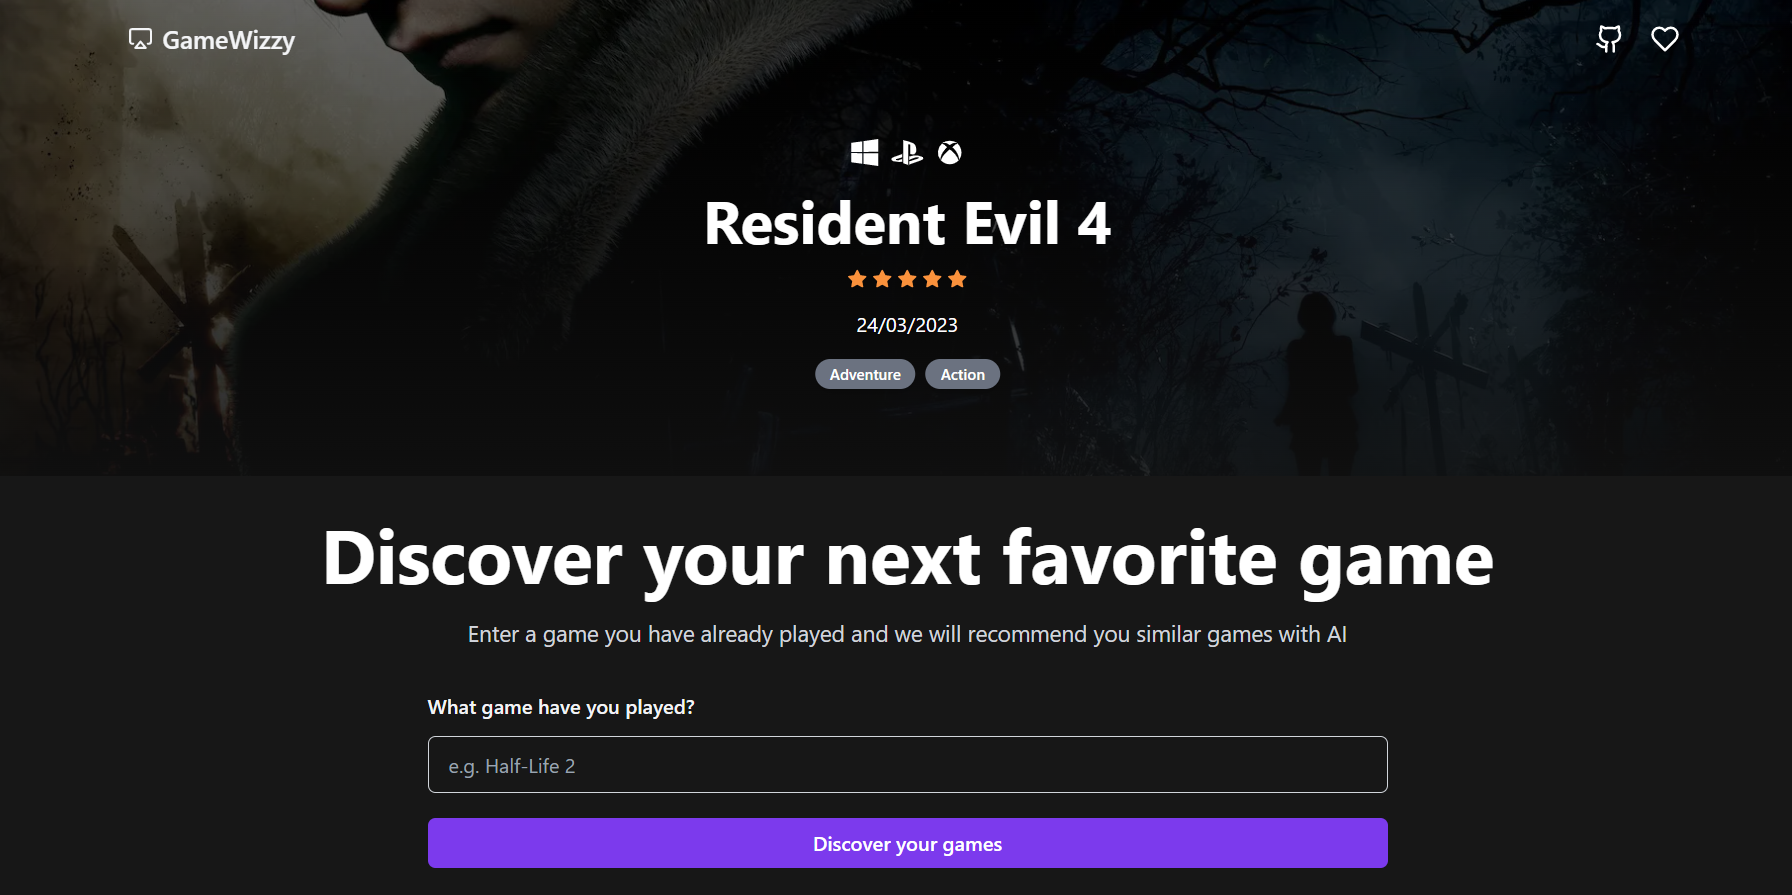 GameWizzy
Resident Evil 4
24/03/2023
Adventure Action
Discover your next favorite game
Enter a game you have already played and we will recommend you similar games with AI
What game have you played?
e.g. Half-Life 2
Discover your games